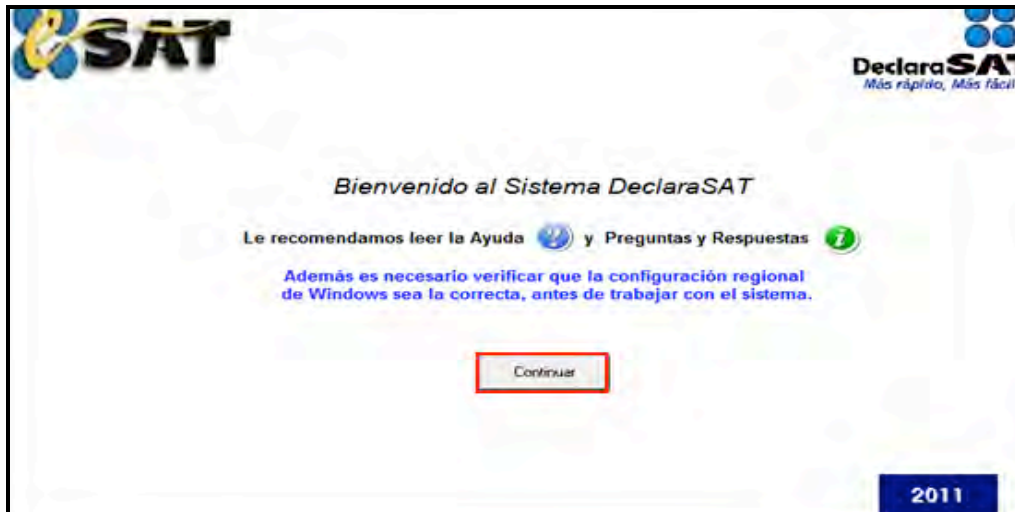 SAT
DeclaraSAT
Más rápido, Más fácil
Bienvenido al Sistema DeclaraSAT
Le recomendamos leer la Ayuda ? y Preguntas y Respuestas i
Además es necesario verificar que la configuración regional
de Windows sea la correcta, antes de trabajar con el sistema.
Continuar
2011